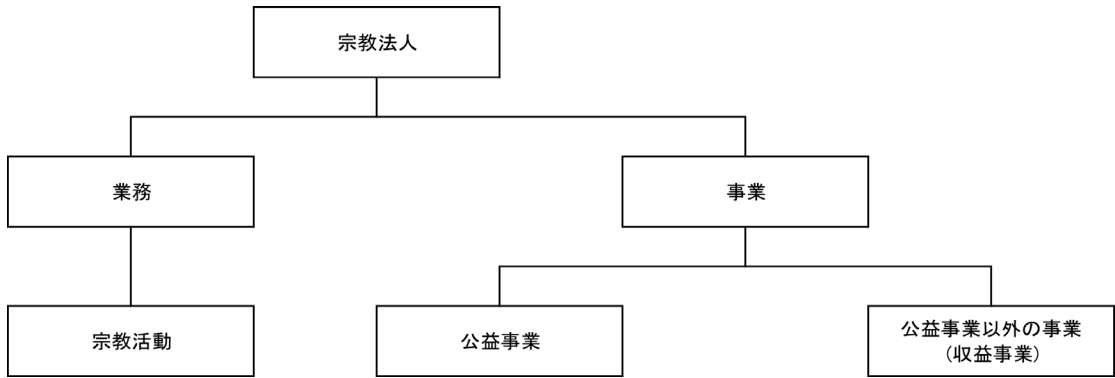 宗教法人
業務
事業
宗教活動
公益事業
公益事業以外の事業
(収益事業)